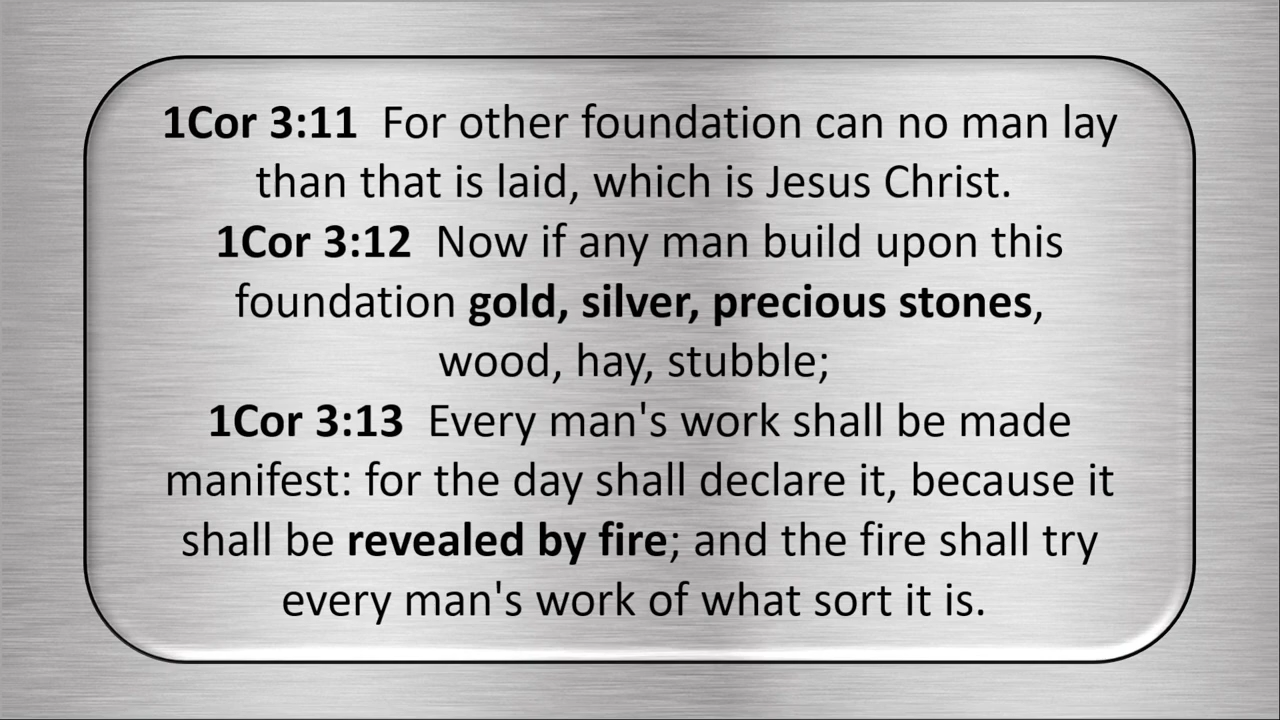 1Cor 3:11  For other foundation can no man lay
than that is laid, which is Jesus Christ.
1Cor 3:12  Now if any man build upon this
foundation gold, silver, precious stones,
wood, hay, stubble;
1Cor 3:13  Every man's work shall be made
manifest: for the day shall declare it, because it
shall be revealed by fire; and the fire shall try
every man's work of what sort it is.